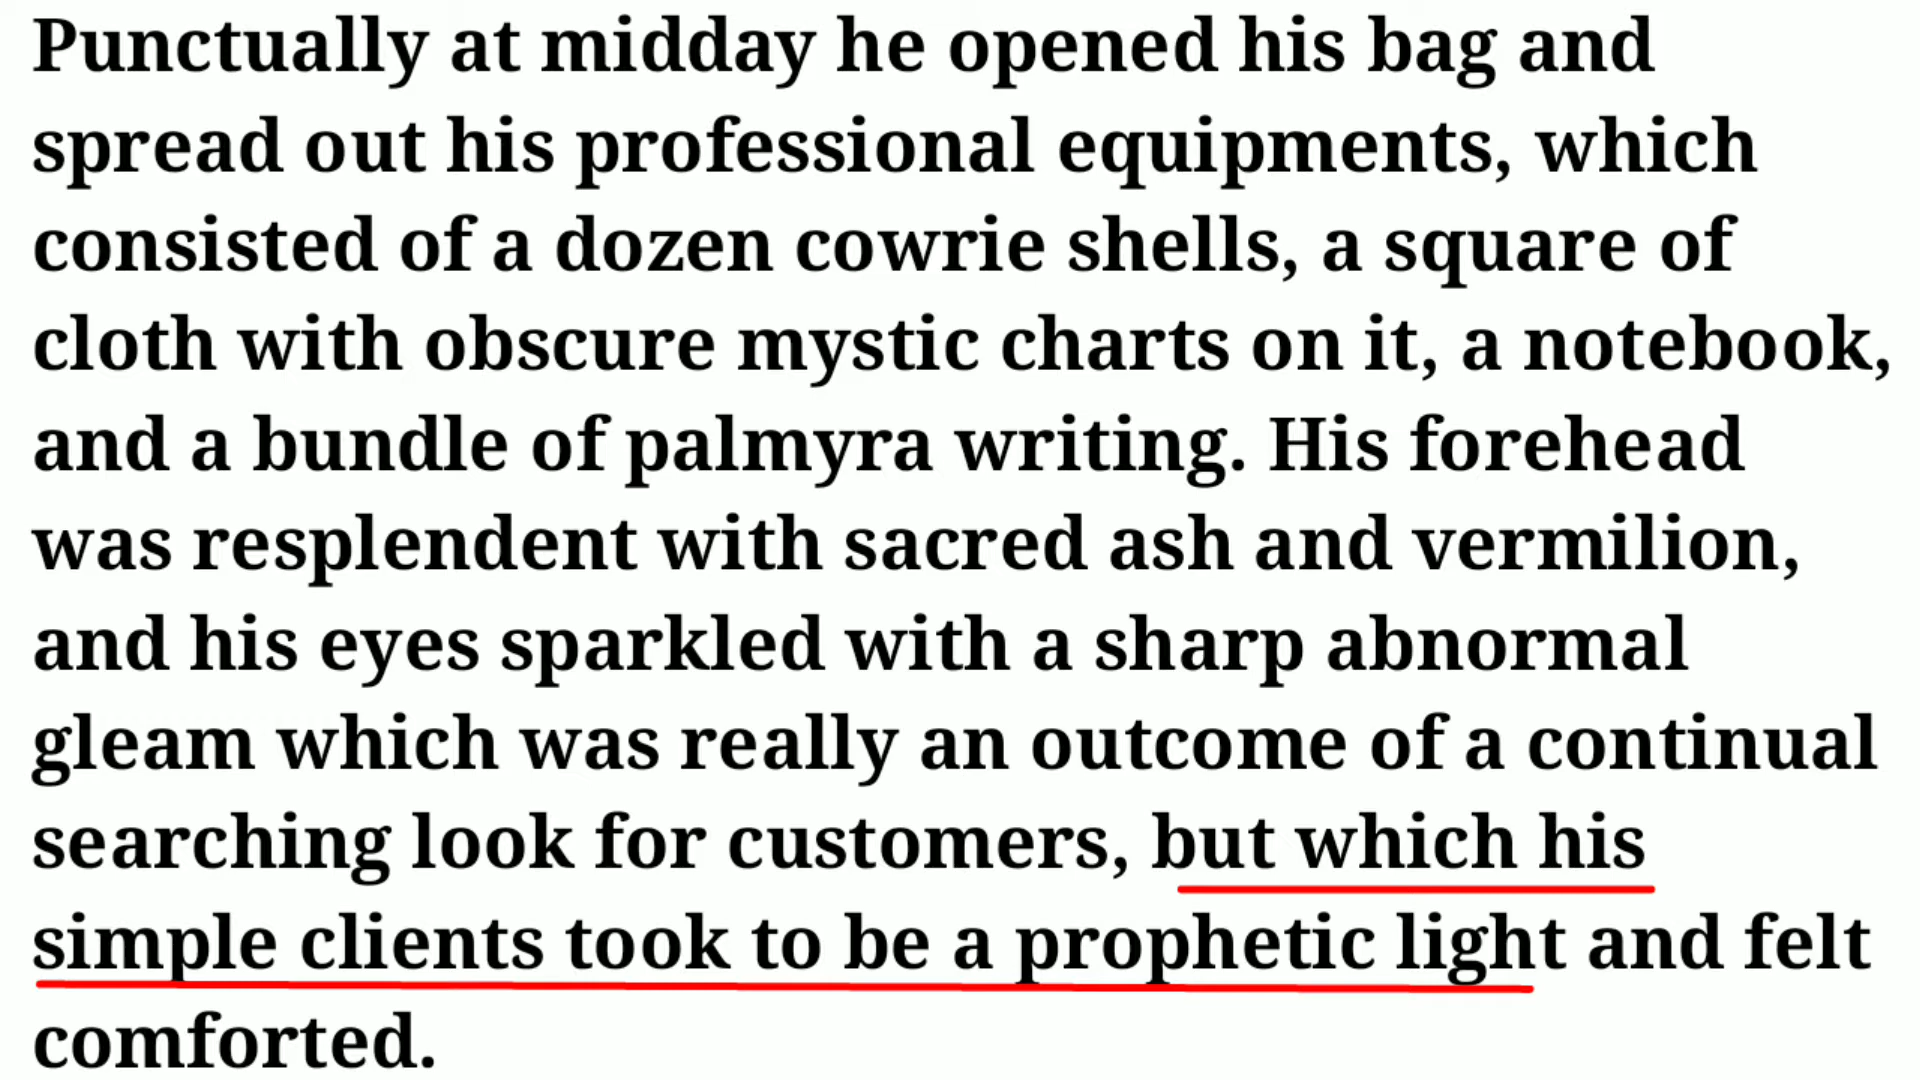 Punctually at midday he opened his bag and
spread out his professional equipments, which
consisted of a dozen cowrie shells, a square of
cloth with obscure mystic charts on it, a notebook,
and a bundle of palmyra writing. His forehead
was resplendent with sacred ash and vermilion,
and his eyes sparkled with a sharp abnormal
gleam which was really an outcome of a continual
searching look for customers, but which his
simple clients took to be a prophetic light and felt
comforted.